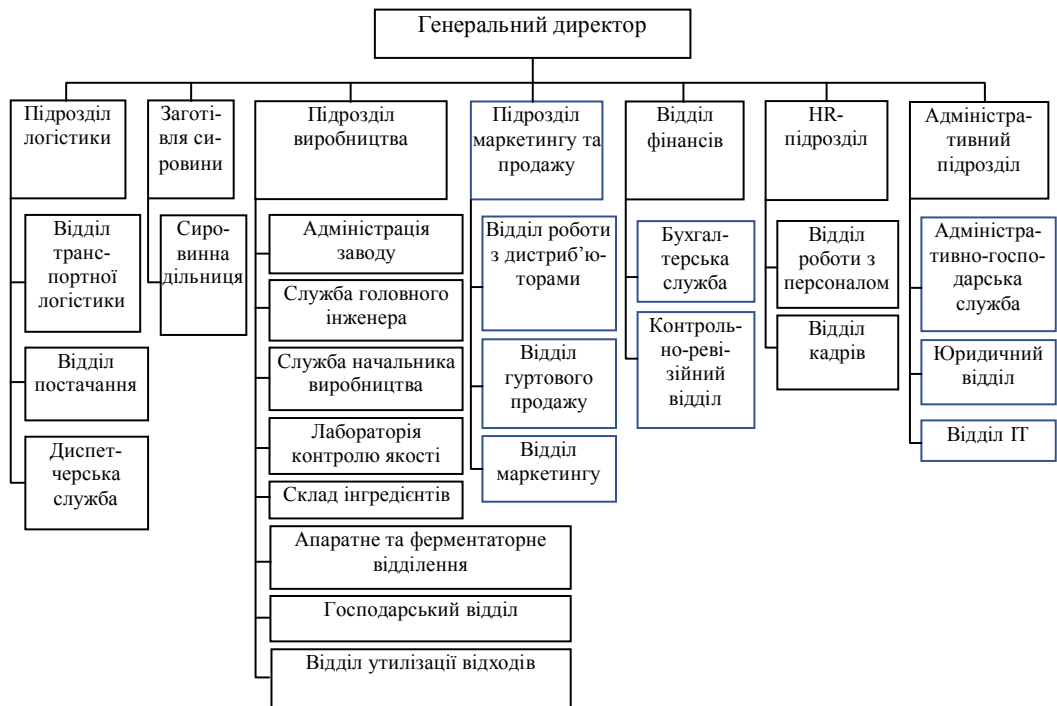 Генеральний директор
Підрозділ
логістики
Заготі-
вля си-
ровини
Підрозділ
виробництва
Підрозділ
маркетингу та
продажу
Відділ
фінансів
HR-
підрозділ
Адміністра-
тивний
підрозділ
Відділ
транс-
портної
логістики
Відділ
постачання
Диспет-
черська
служба
Сиро-
винна
дільниця
Адміністрація
заводу
Служба головного
інженера
Служба начальника
виробництва
Лабораторія
контролю якості
Склад інгредієнтів
Апаратне та ферментаторне
відділення
Господарський відділ
Відділ утилізації відходів
Відділ роботи
з дистриб’ю-
торами
Відділ
гуртового
продажу
Відділ
маркетингу
Бухгал-
терська
служба
Контроль-
но-реві-
зійний
відділ
Відділ
роботи з
персоналом
Відділ
кадрів
Адміністра-
тивно-госпо-
дарська
служба
Юридичний
відділ
Відділ ІТ